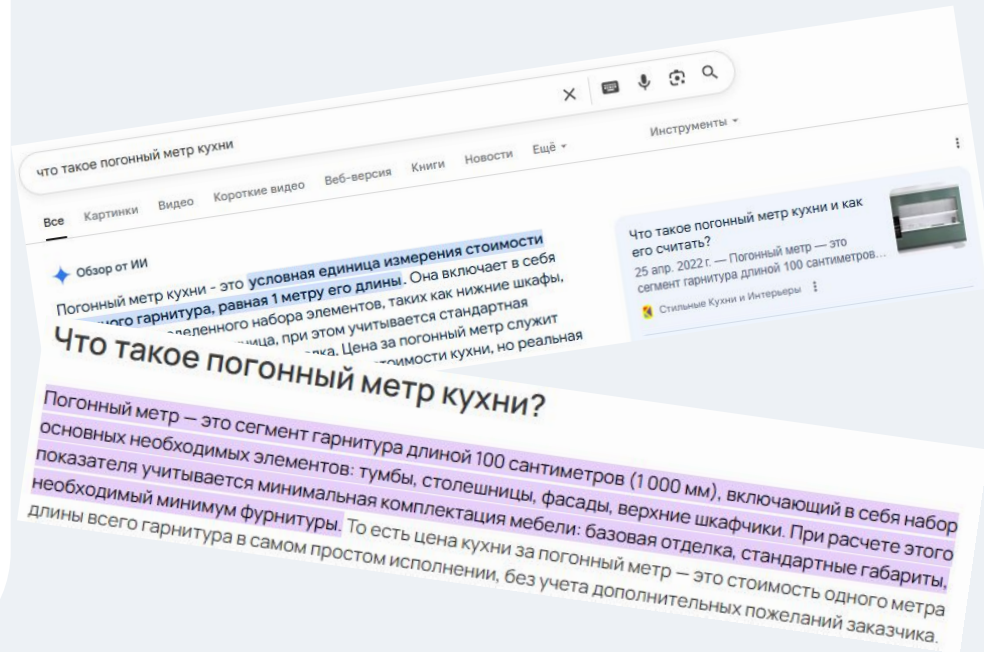 что такое погонный метр кухни
Все Картинки Видео Короткие видео Веб-версия Книги Новости Ещё Инструменты
Обзор от ИИ
Погонный метр кухни - это условная единица измерения стоимости
гарнитура, равная 1 метру его длины. Она включает в себя
набора элементов, таких как нижние шкафы,
при этом учитывается стандартная
Цена за погонный метр служит
кухни, но реальная
Что такое погонный метр кухни и как
его считать?
25 апр. 2022 г. — Погонный метр — это
сегмент гарнитура длиной 100 сантиметров...
Стильные Кухни и Интерьеры
Что такое погонный метр кухни?
Погонный метр — это сегмент гарнитура длиной 100 сантиметров (1 000 мм), включающий в себя набор
основных необходимых элементов: тумбы, столешницы, фасады, верхние шкафчики. При расчете этого
показателя учитывается минимальная комплектация мебели: базовая отделка, стандартные габариты,
необходимый минимум фурнитуры. То есть цена кухни за погонный метр — это стоимость одного метра
длины всего гарнитура в самом простом исполнении, без учета дополнительных пожеланий заказчика.